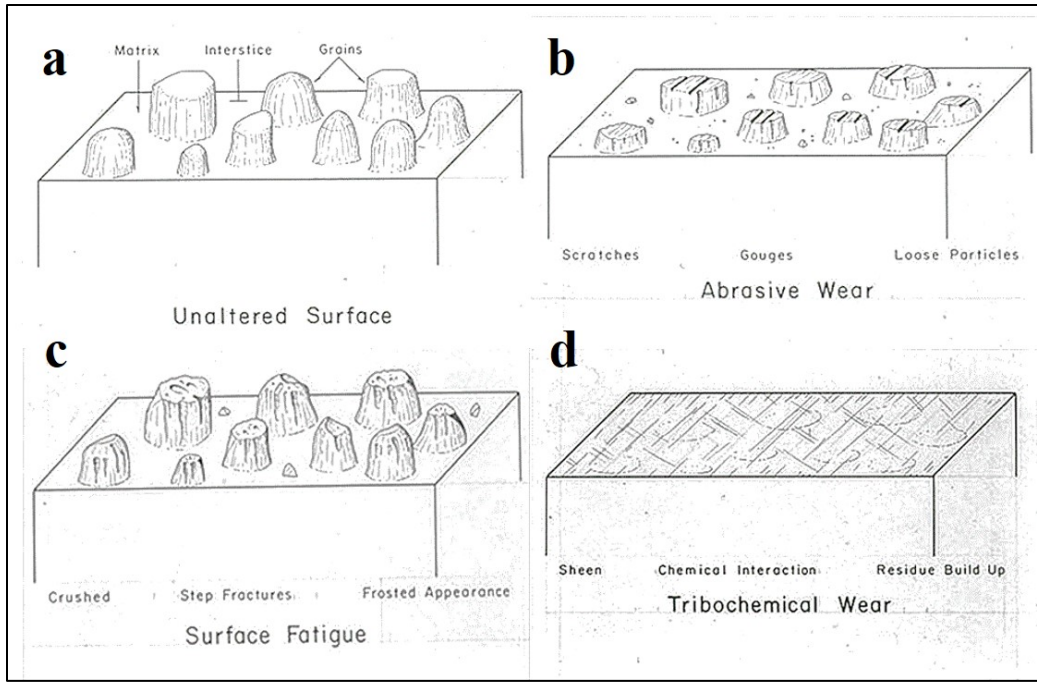 a
Matrix Interstice Grains
Unaltered Surface
b
Scratches Gouges Loose Particles
Abrasive Wear
c
Crushed Step Fractures Frosted Appearance
Surface Fatigue
d
Sheen Chemical Interaction Residue Build Up
Tribochemical Wear